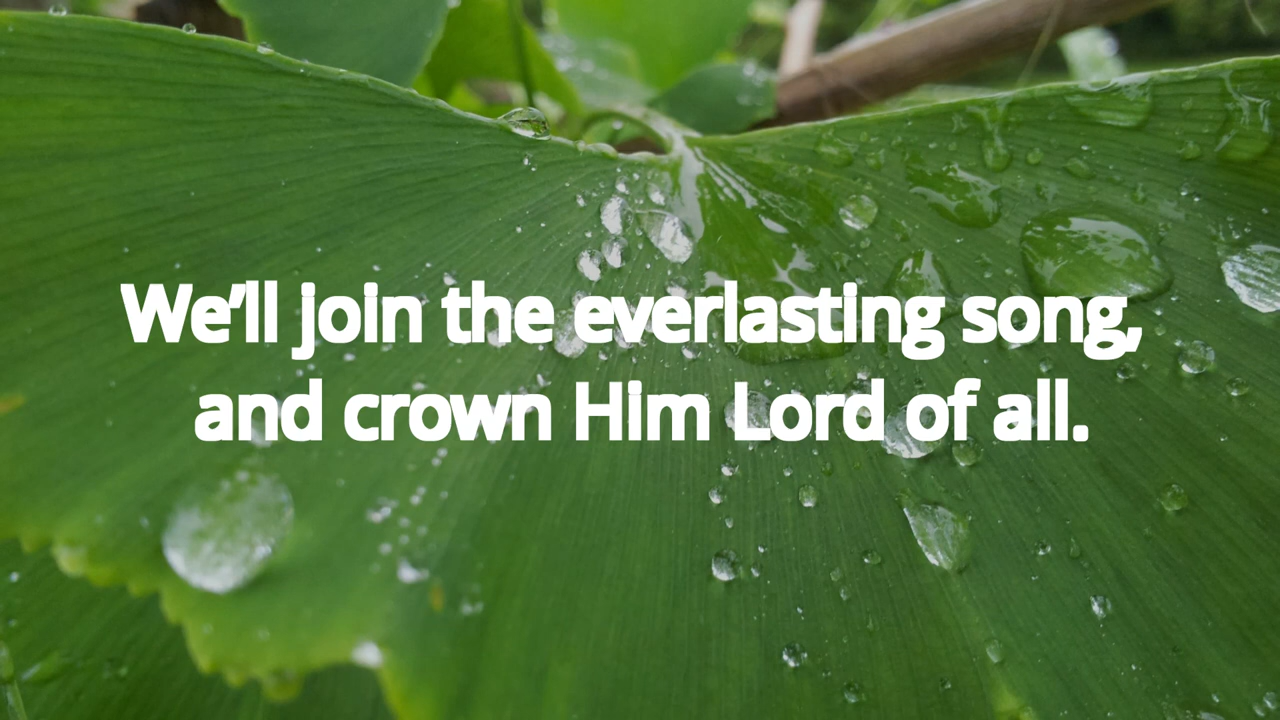 We’ll join the everlasting song,
and crown Him Lord of all.